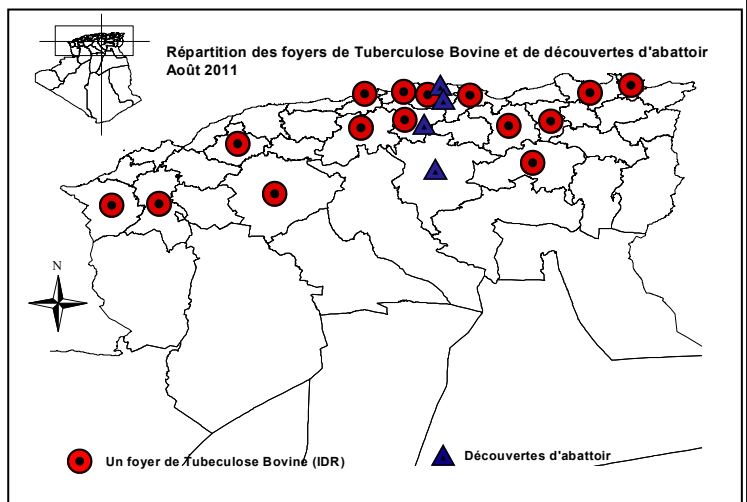 Répartition des foyers de Tuberculose Bovine et de découvertes d'abattoir
Août 2011
N
Un foyer de Tubeculose Bovine (IDR)
Découvertes d'abattoir